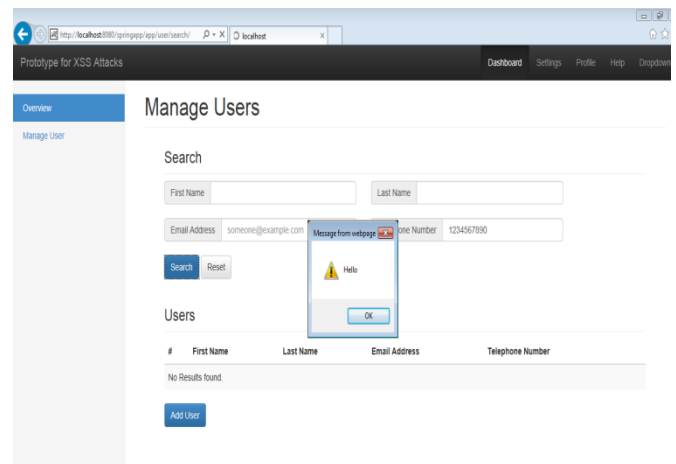 http://localhost:8080/springapp/app/user/search/
localhost
Prototype for XSS Attacks
Dashboard
Settings
Profile
Help
Dropdown
Overview
Manage User
Manage Users
Search
First Name
Last Name
Email Address
someone@example.com
one Number
1234567890
Message from webpage
Hello
OK
Search
Reset
Users
# First Name Last Name Email Address Telephone Number
No Results found.
Add User